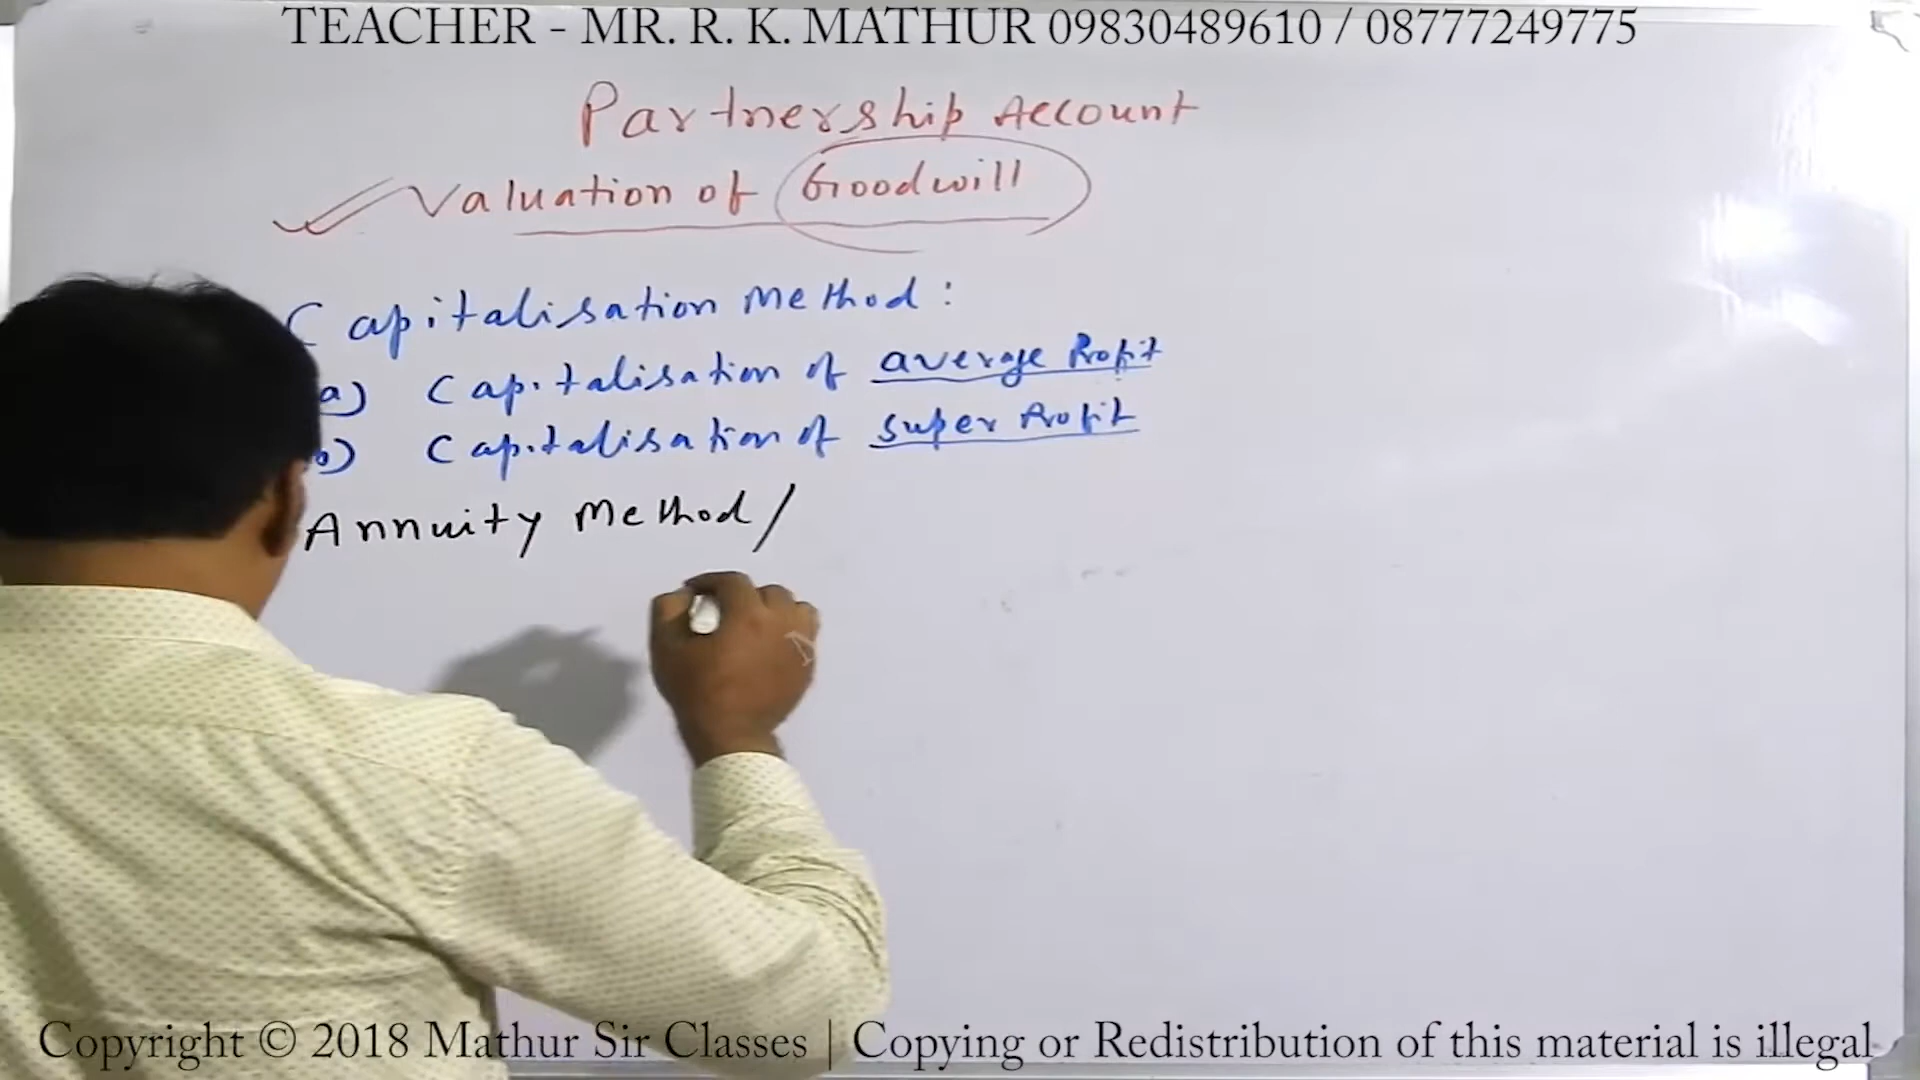 TEACHER - MR. R. K. MATHUR 09830489610 / 08777249775
Partnership Account
Valuation of Goodwill
Capitalisation Method:
a) Capitalisation of average Profit
b) Capitalisation of super Profit
Annuity Method /
Copyright © 2018 Mathur Sir Classes | Copying or Redistribution of this material is illegal